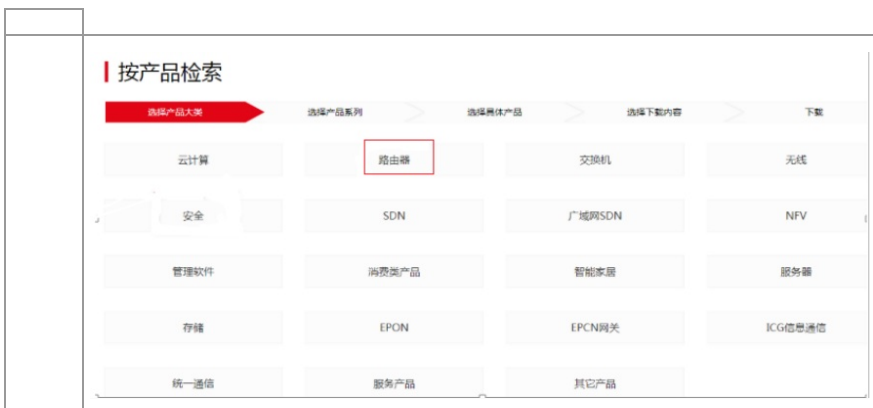 按产品检索
选择产品大类 选择产品系列 选择具体产品 选择下载内容 下载
云计算 路由器 交换机 无线
安全 SDN 广域网SDN NFV
管理软件 消费类产品 智能家居 服务器
存储 EPON EPCN网关 ICG信息通信
统一通信 服务产品 其它产品